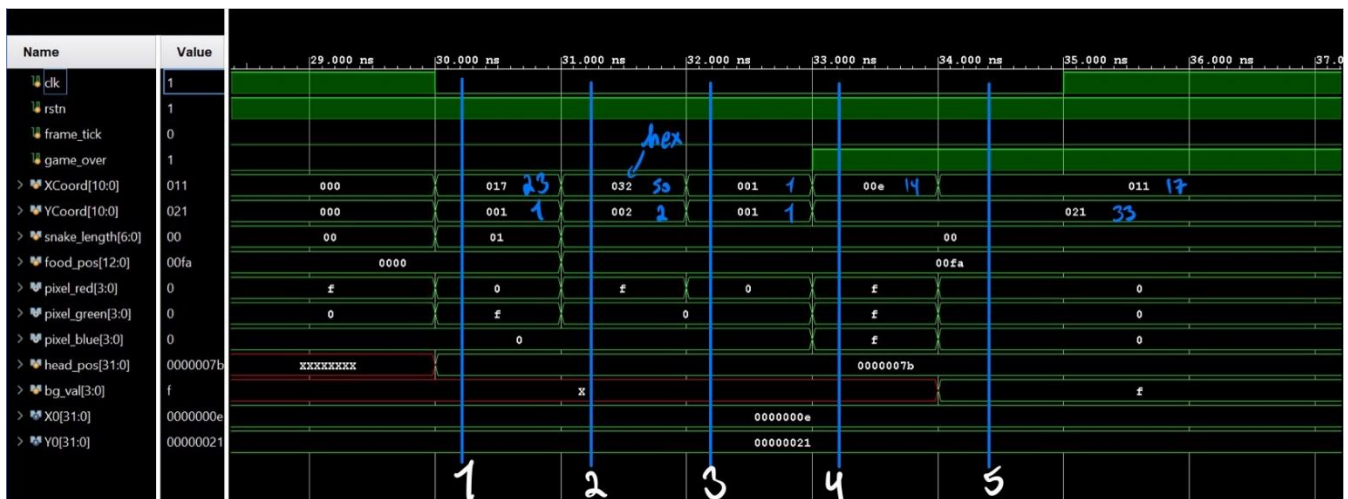 Name Value
29.000 ns 30.000 ns 31.000 ns 32.000 ns 33.000 ns 34.000 ns 35.000 ns 36.000 ns 37.0
clk 1
rstn 1
frame_tick 0
hex
game_over 1
XCoord[10:0] 011 000 017 23 032 50 001 1 00e 14 011 17
YCoord[10:0] 021 000 001 1 002 2 001 1 021 33
snake_length[6:0] 00 00 01 00
food_pos[12:0] 00fa 0000 00fa
pixel_red[3:0] 0 f 0 f 0 f 0
pixel_green[3:0] 0 0 f 0 f 0
pixel_blue[3:0] 0 0 f 0
head_pos[31:0] 0000007b XXXXXXXX 0000007b
bg_val[3:0] f X f
X0[31:0] 0000000e 0000000e
Y0[31:0] 00000021 00000021
1 2 3 4 5